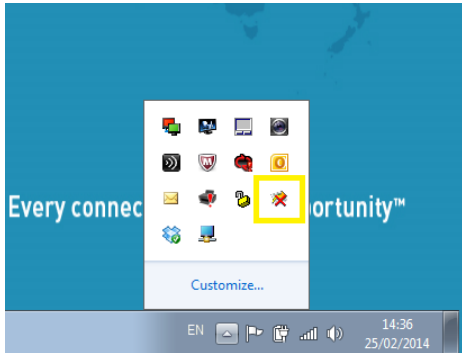 Every connec ortunity™
Customize...
EN
14:36
25/02/2014